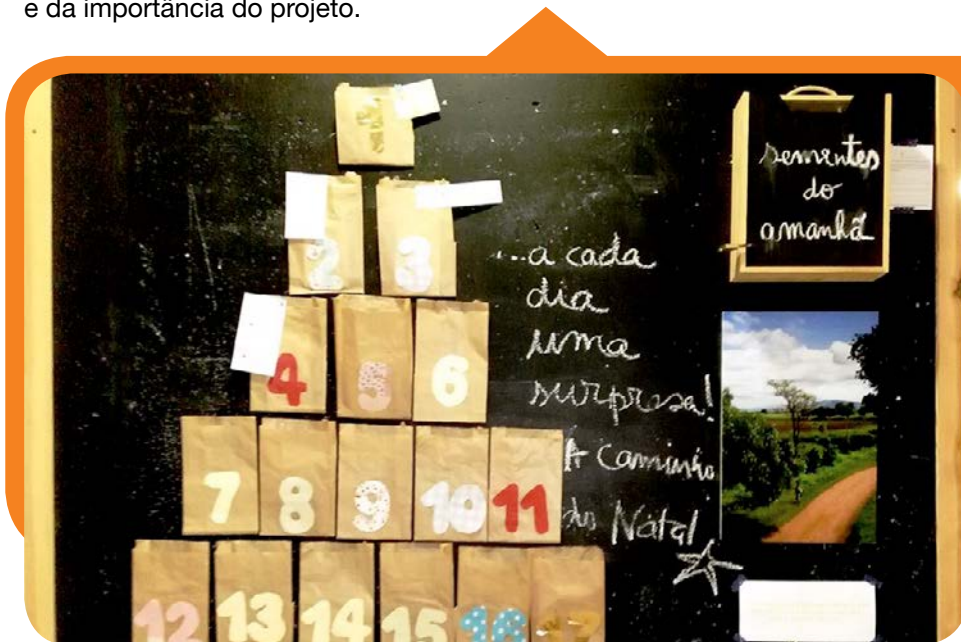 e da importância do projeto.
1
2 3
4 5 6
7 8 9 10 11
12 13 14 15 16 17
...a cada
dia
uma
surpresa!
A caminho
do Natal
sementes
do
amanhã